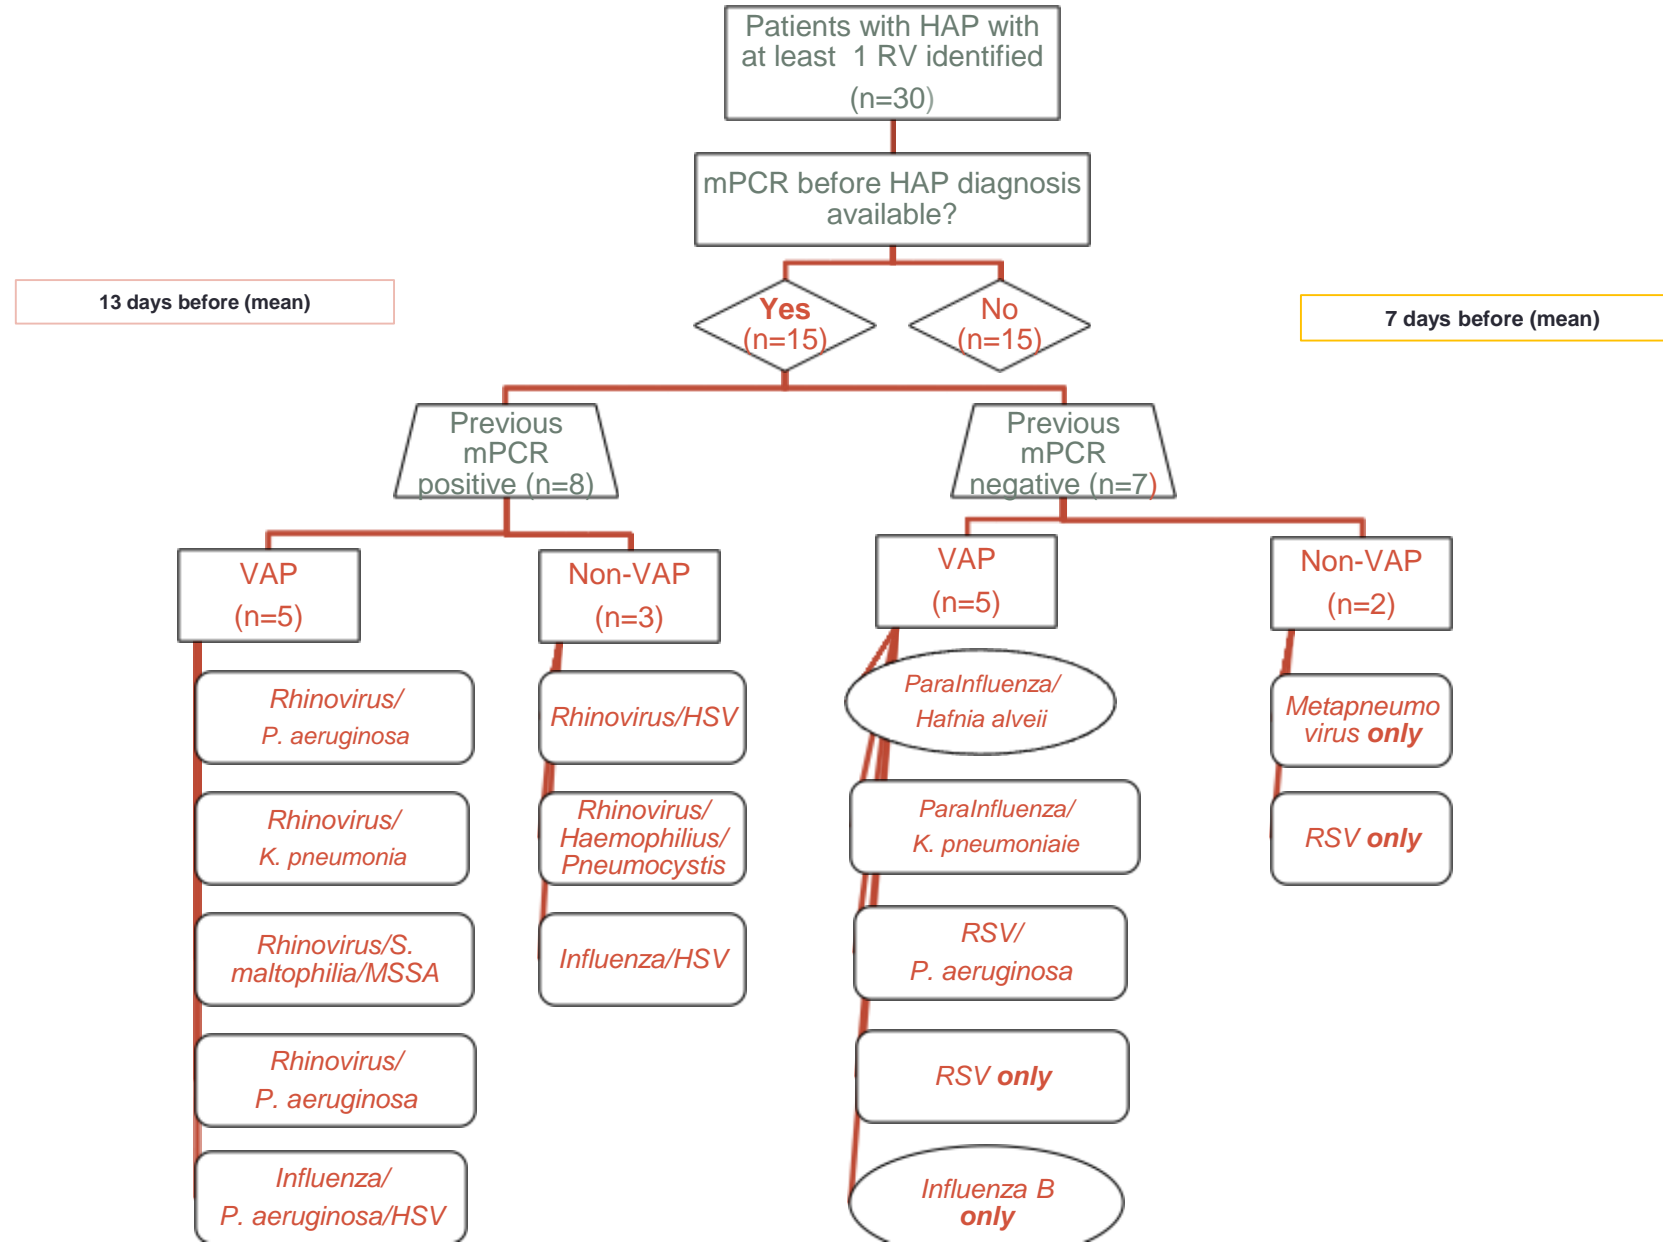 Patients with HAP with
at least 1 RV identified
(n=30)
mPCR before HAP diagnosis
available?
13 days before (mean)
Yes
(n=15)
No
(n=15)
7 days before (mean)
Previous
mPCR
positive (n=8)
Previous
mPCR
negative (n=7)
VAP
(n=5)
Non-VAP
(n=3)
VAP
(n=5)
Non-VAP
(n=2)
Rhinovirus/
P. aeruginosa
Rhinovirus/
K. pneumonia
Rhinovirus/S.
maltophilia/MSSA
Rhinovirus/
P. aeruginosa
Influenza/
P. aeruginosa/HSV
Rhinovirus/HSV
Rhinovirus/
Haemophilius/
Pneumocystis
Influenza/HSV
ParaInfluenza/
Hafnia alveii
ParaInfluenza/
K. pneumoniaie
RSV/
P. aeruginosa
RSV only
Influenza B
only
Metapneumo
virus only
RSV only